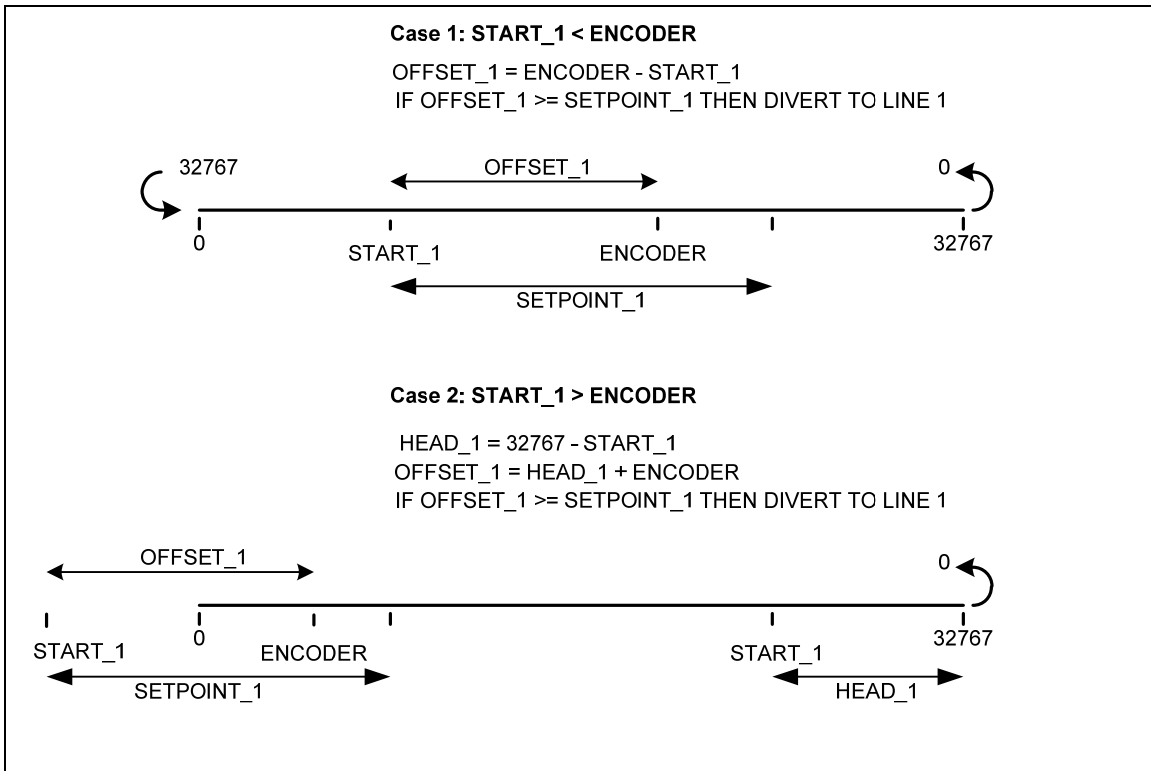 Case 1: START_1 < ENCODER
OFFSET_1 = ENCODER - START_1
IF OFFSET_1 >= SETPOINT_1 THEN DIVERT TO LINE 1
32767
OFFSET_1
0
0
START_1
ENCODER
32767
SETPOINT_1
Case 2: START_1 > ENCODER
HEAD_1 = 32767 - START_1
OFFSET_1 = HEAD_1 + ENCODER
IF OFFSET_1 >= SETPOINT_1 THEN DIVERT TO LINE 1
OFFSET_1
0
0
32767
START_1
ENCODER
START_1
SETPOINT_1
HEAD_1